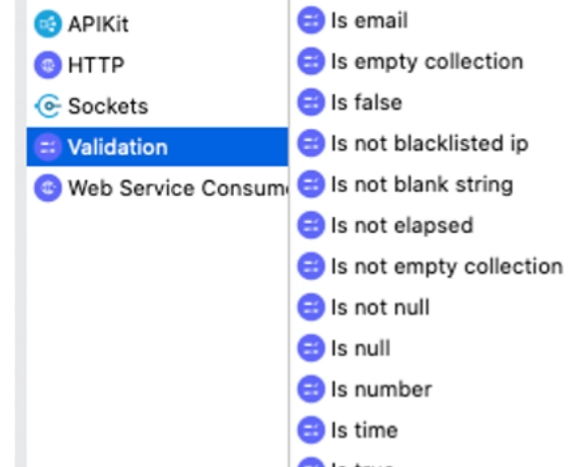 APIKit
HTTP
Sockets
Validation
Web Service Consum
Is email
Is empty collection
Is false
Is not blacklisted ip
Is not blank string
Is not elapsed
Is not empty collection
Is not null
Is null
Is number
Is time
Is true